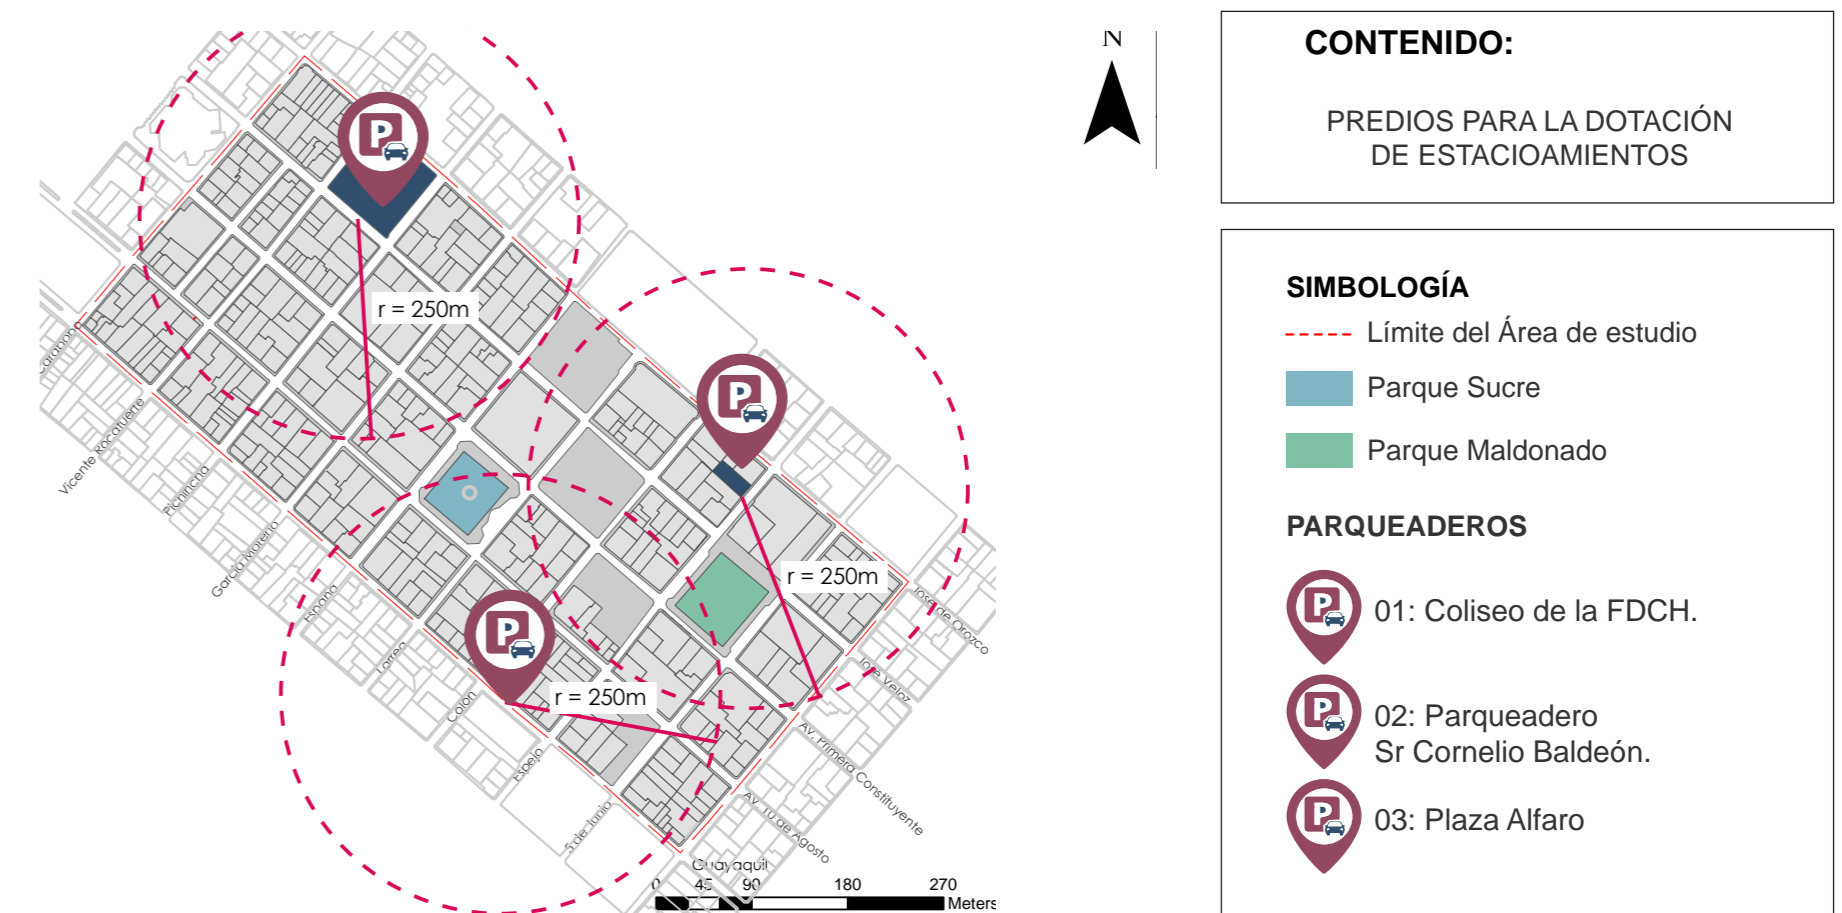 N
r = 250m
r = 250m
r = 250m
P
P
P
Carabobo
Vicente Rocafuerte
Pichincha
García Moreno
España
Larrea
Colón
Espejo
5 de Junio
José de Orozco
José Veloz
Av. Primera Constituyente
Av. 10 de Agosto
Guayaquil
0 45 90 180 270
Meters
CONTENIDO:
PREDIOS PARA LA DOTACIÓN
DE ESTACIOAMIENTOS
SIMBOLOGÍA
Límite del Área de estudio
Parque Sucre
Parque Maldonado
PARQUEADEROS
P
01: Coliseo de la FDCH.
P
02: Parqueadero
Sr Cornelio Baldeón.
P
03: Plaza Alfaro